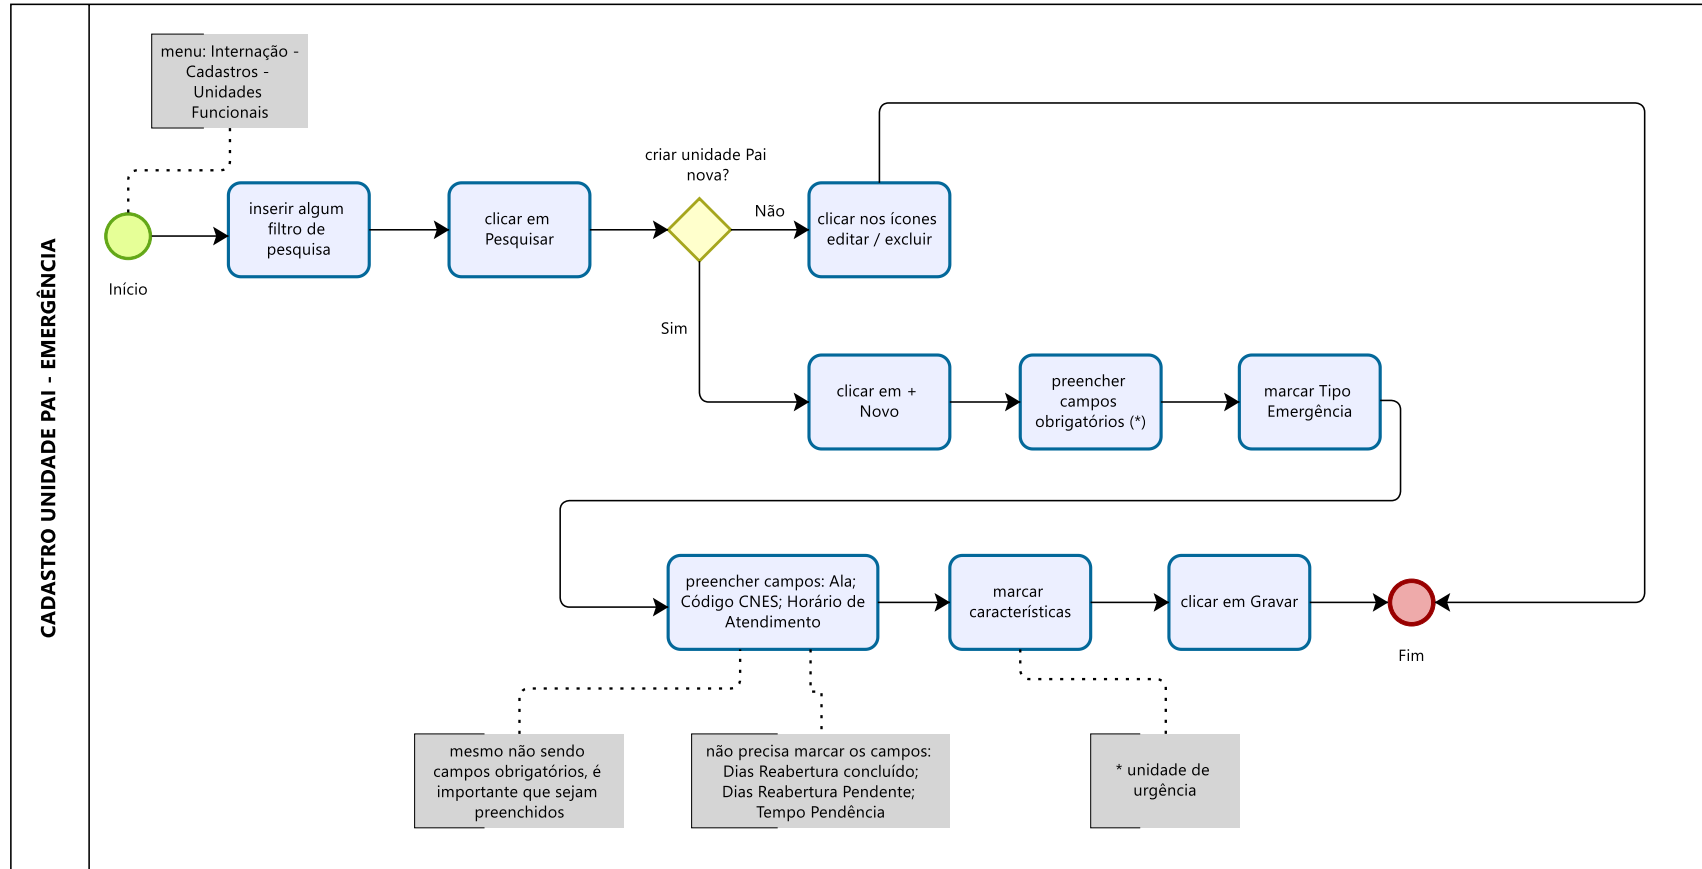 CADASTRO UNIDADE PAI - EMERGÊNCIA
menu: Internação -
Cadastros -
Unidades
Funcionais
Início
inserir algum
filtro de
pesquisa
clicar em
Pesquisar
criar unidade Pai
nova?
Não
clicar nos ícones
editar / excluir
Sim
clicar em +
Novo
preencher
campos
obrigatórios (*)
marcar Tipo
Emergência
preencher campos: Ala;
Código CNES; Horário de
Atendimento
marcar
características
clicar em Gravar
Fim
mesmo não sendo
campos obrigatórios, é
importante que sejam
preenchidos
não precisa marcar os campos:
Dias Reabertura concluído;
Dias Reabertura Pendente;
Tempo Pendência
* unidade de
urgência